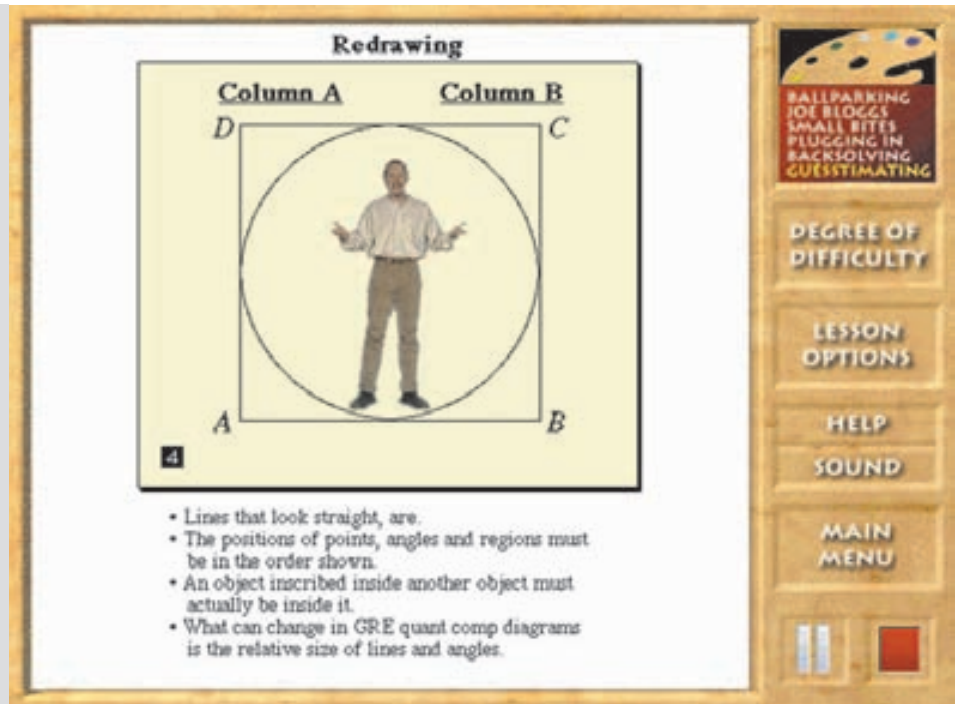 Redrawing
Column A Column B
D C
A B
4
• Lines that look straight, are.
• The positions of points, angles and regions must
be in the order shown.
• An object inscribed inside another object must
actually be inside it.
• What can change in GRE quant comp diagrams
is the relative size of lines and angles.
BALLPARKING
JOE BLOGGS
SMALL BITES
PLUGGING IN
BACKSOLVING
GUESSTIMATING
DEGREE OF
DIFFICULTY
LESSON
OPTIONS
HELP
SOUND
MAIN
MENU